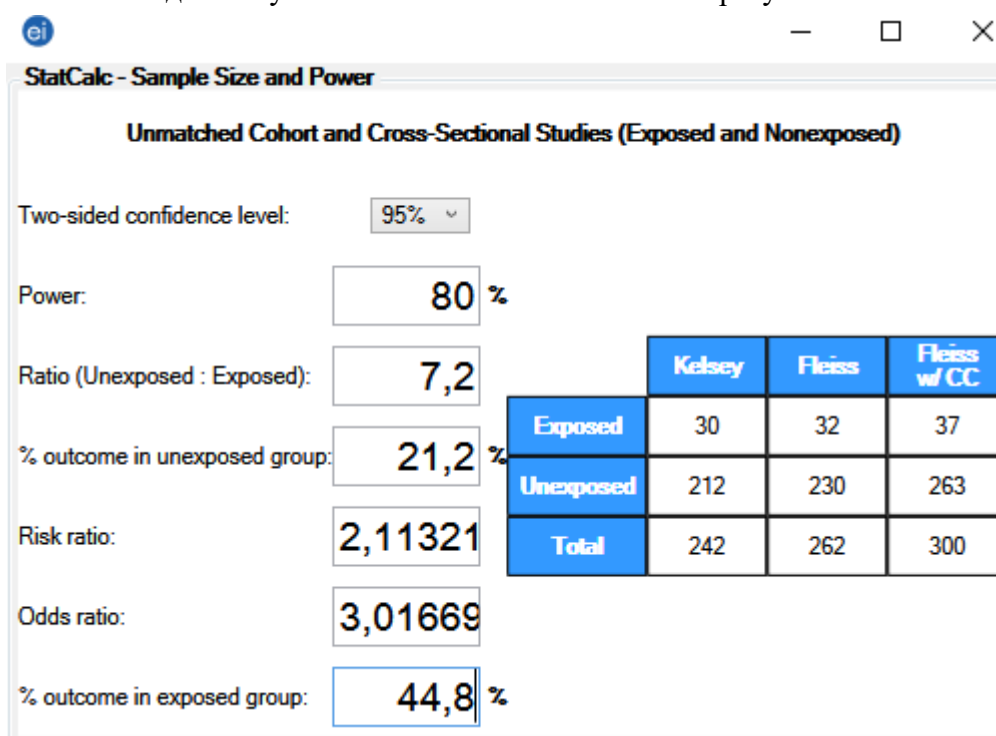 ei
StatCalc - Sample Size and Power
Unmatched Cohort and Cross-Sectional Studies (Exposed and Nonexposed)
Two-sided confidence level: 95%
Power: 80 %
Ratio (Unexposed : Exposed): 7,2
% outcome in unexposed group: 21,2 %
Risk ratio: 2,11321
Odds ratio: 3,01669
% outcome in exposed group: 44,8 %
Kelsey Fleiss Fleiss w/ CC
Exposed 30 32 37
Unexposed 212 230 263
Total 242 262 300